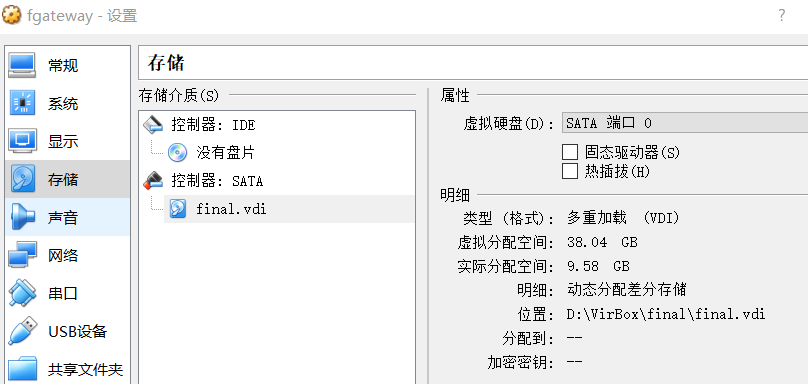 fgateway - 设置
?
常规
系统
显示
存储
声音
网络
串口
USB设备
共享文件夹
存储
存储介质(S)
控制器: IDE
没有盘片
控制器: SATA
final.vdi
属性
虚拟硬盘(D): SATA 端口 0
固态驱动器(S)
热插拔(H)
明细
类型 (格式): 多重加载 (VDI)
虚拟分配空间: 38.04 GB
实际分配空间: 9.58 GB
明细: 动态分配差分存储
位置: D:\VirBox\final\final.vdi
分配到: --
加密密钥: --